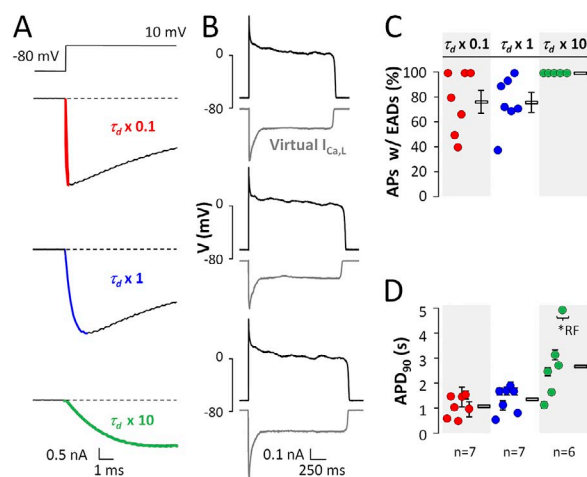 A
-80 mV
10 mV
τd x 0.1
τd x 1
τd x 10
0.5 nA
1 ms
B
0
-80
Virtual ICa,L
0
-80
V (mV)
0
-80
0.1 nA
250 ms
C
τd x 0.1 τd x 1 τd x 10
APs w/ EADs (%)
100
80
60
40
20
0
D
APD90 (s)
5
4
3
2
1
0
*RF
n=7 n=7 n=6